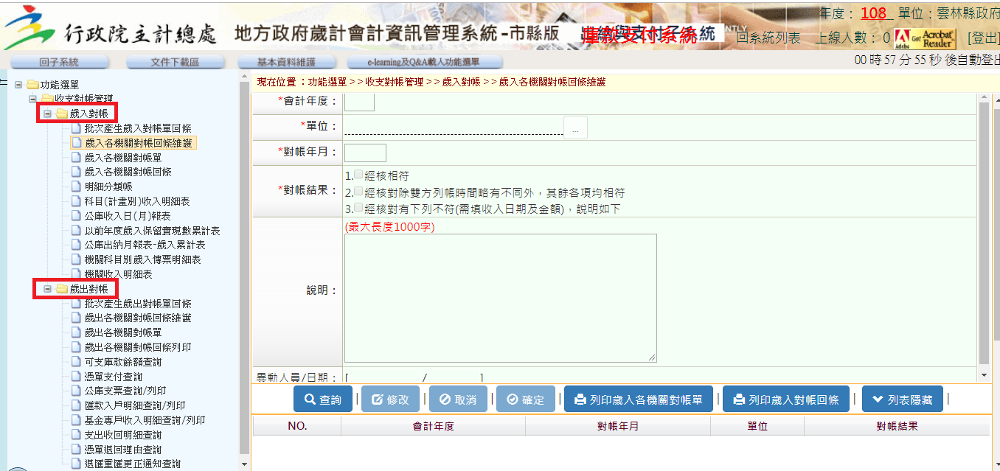 年度： 108 單位：雲林縣政府
行政院主計總處 地方政府歲計會計資訊管理系統-市縣版 庫款支付系統 回系統列表 上線人數： 0 Get Acrobat Reader Adobe [登出]
回子系統 文件下載區 基本資料維護 e-learning及Q&A載入功能選單 00 時 57 分 55 秒 後自動登出
功能選單
收支對帳管理
歲入對帳
批次產生歲入對帳單回條
歲入各機關對帳回條維護
歲入各機關對帳單
歲入各機關對帳回條
明細分類帳
科目(計畫別)收入明細表
公庫收入日(月)報表
以前年度歲入保留實現數累計表
公庫出納月報表-歲入累計表
機關科目別歲入傳票明細表
機關收入明細表
歲出對帳
批次產生歲出對帳單回條
歲出各機關對帳回條維護
歲出各機關對帳單
歲出各機關對帳回條列印
可支庫款餘額查詢
憑單支付查詢
公庫支票查詢/列印
匯款入戶明細查詢/列印
基金專戶收入明細查詢/列印
支出收回明細查詢
憑單退回理由查詢
退匯重匯更正通知查詢
現在位置：功能選單>>收支對帳管理>>歲入對帳>>歲入各機關對帳回條維護
*會計年度：
*單位： ...
*對帳年月：
*對帳結果： 1.經核相符
2.經核對除雙方列帳時間略有不同外，其餘各項均相符
3.經核對有下列不符(需填收入日期及金額)，說明如下
(最大長度1000字)
說明：
異動人員/日期： [ / ]
查詢 | 修改 | 取消 | 確定 | 列印歲入各機關對帳單 | 列印歲入對帳回條 | 列表隱藏 |
NO. 會計年度 對帳年月 單位 對帳結果